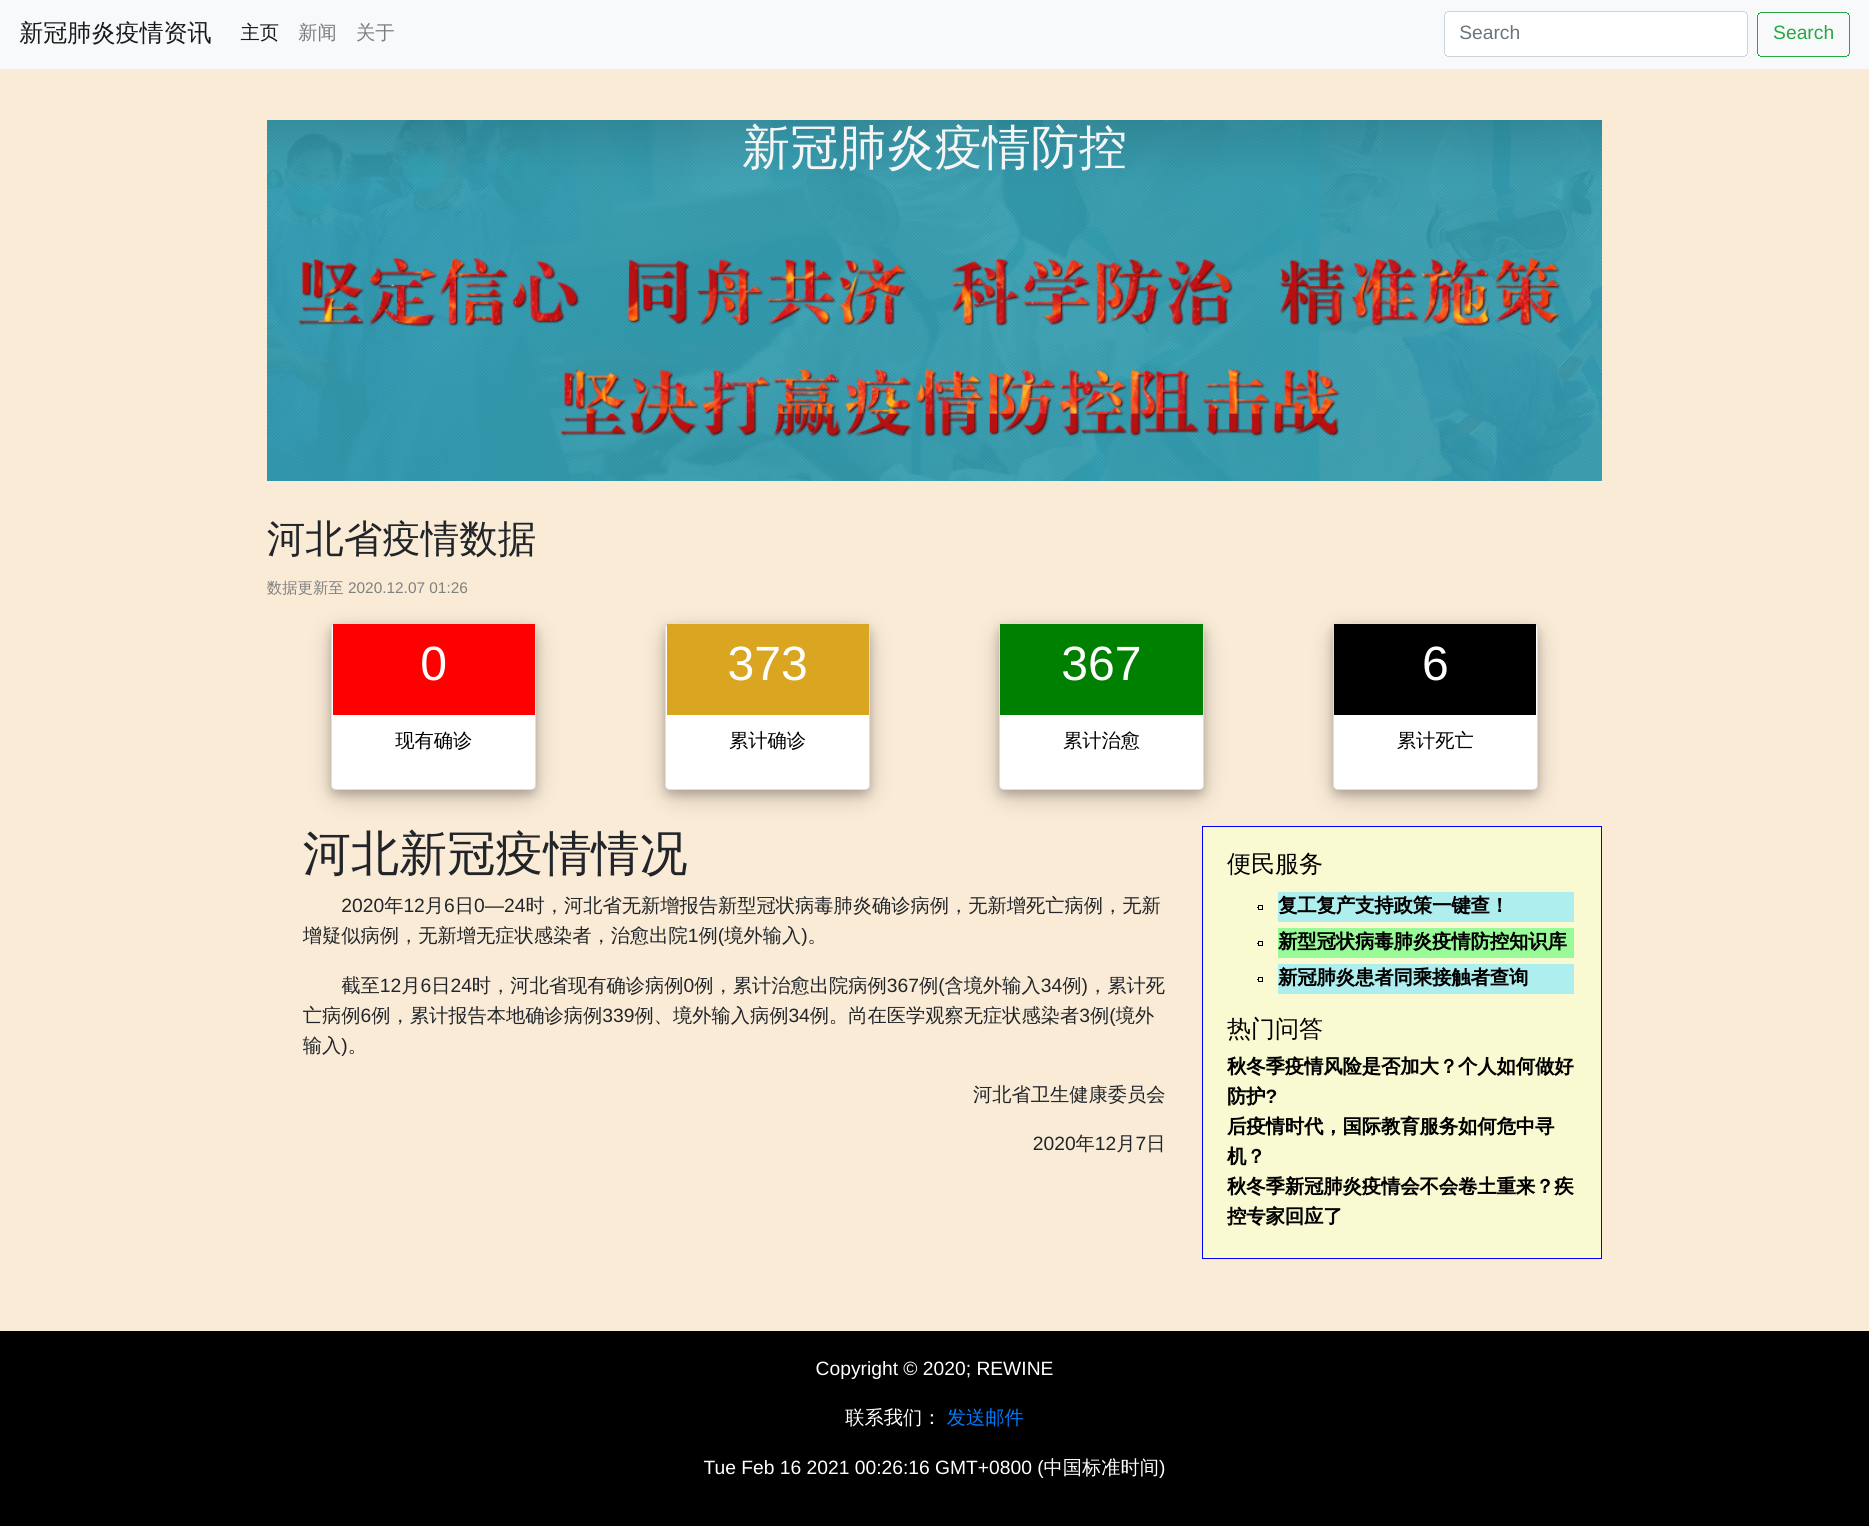 新冠肺炎疫情资讯 主页 新闻 关于 Search Search
新冠肺炎疫情防控
坚定信心 同舟共济 科学防治 精准施策
坚决打赢疫情防控阻击战
河北省疫情数据
数据更新至 2020.12.07 01:26
0
现有确诊
373
累计确诊
367
累计治愈
6
累计死亡
河北新冠疫情情况
2020年12月6日0—24时，河北省无新增报告新型冠状病毒肺炎确诊病例，无新增死亡病例，无新
增疑似病例，无新增无症状感染者，治愈出院1例(境外输入)。
截至12月6日24时，河北省现有确诊病例0例，累计治愈出院病例367例(含境外输入34例)，累计死
亡病例6例，累计报告本地确诊病例339例、境外输入病例34例。尚在医学观察无症状感染者3例(境外
输入)。
河北省卫生健康委员会
2020年12月7日
便民服务
复工复产支持政策一键查！
新型冠状病毒肺炎疫情防控知识库
新冠肺炎患者同乘接触者查询
热门问答
秋冬季疫情风险是否加大？个人如何做好
防护?
后疫情时代，国际教育服务如何危中寻
机？
秋冬季新冠肺炎疫情会不会卷土重来？疾
控专家回应了
Copyright © 2020; REWINE
联系我们： 发送邮件
Tue Feb 16 2021 00:26:16 GMT+0800 (中国标准时间)